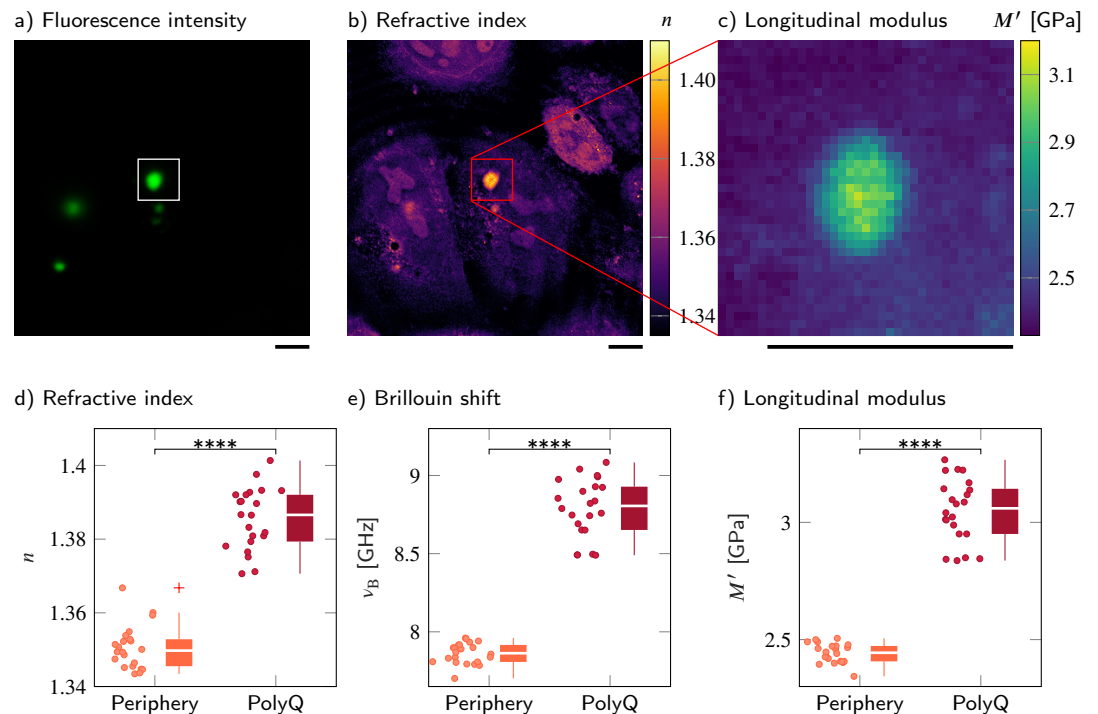 a) Fluorescence intensity
b) Refractive index
n
c) Longitudinal modulus
M′ [GPa]
1.40
1.38
1.36
1.34
3.1
2.9
2.7
2.5
d) Refractive index
e) Brillouin shift
f) Longitudinal modulus
n
1.4
1.38
1.36
1.34
****
Periphery
PolyQ
ν_B [GHz]
9
8.5
8
****
Periphery
PolyQ
M′ [GPa]
3
2.5
****
Periphery
PolyQ